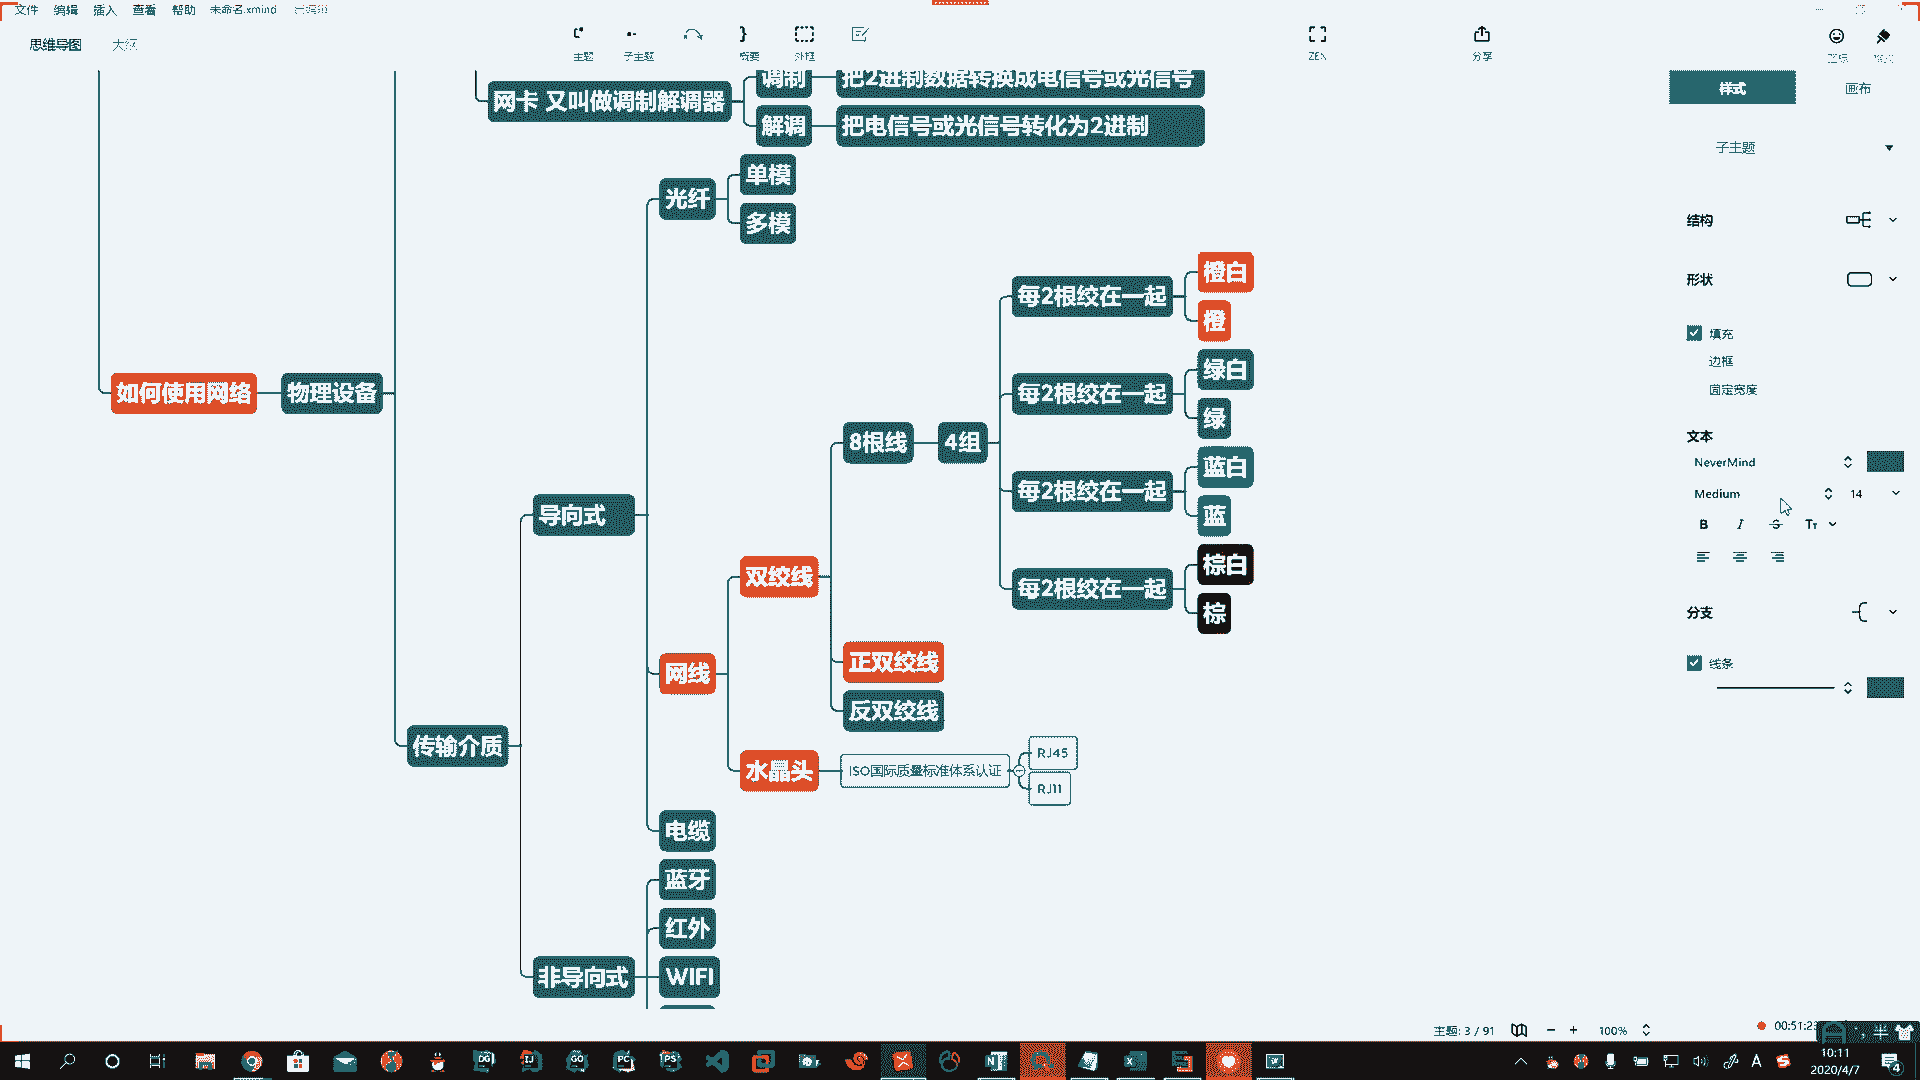 文件 编辑 插入 查看 帮助 未命名.xmind
思维导图 大纲
主题 子主题 概要 外框 ZEN 分享
样式 画布
调制 把2进制数据转换成电信号或光信号
网卡 又叫做调制解调器
解调 把电信号或光信号转化为2进制
子主题
单模
光纤
多模
结构
橙白
形状
每2根绞在一起
橙
填充
绿白
边框
如何使用网络 物理设备 每2根绞在一起
固定宽度
绿
8根线 4组
文本
蓝白
NeverMind
每2根绞在一起
Medium 14
导向式
蓝
B I S Tт
棕白
双绞线
每2根绞在一起
棕
分支
正双绞线
网线
线条
反双绞线
传输介质
RJ45
水晶头 ISO国际质量标准体系认证
RJ11
电缆
蓝牙
红外
非导向式 WIFI
主题: 3 / 91 100% 00:51:2
DG IJ GO PC PS A 半
10:11
2020/4/7
4